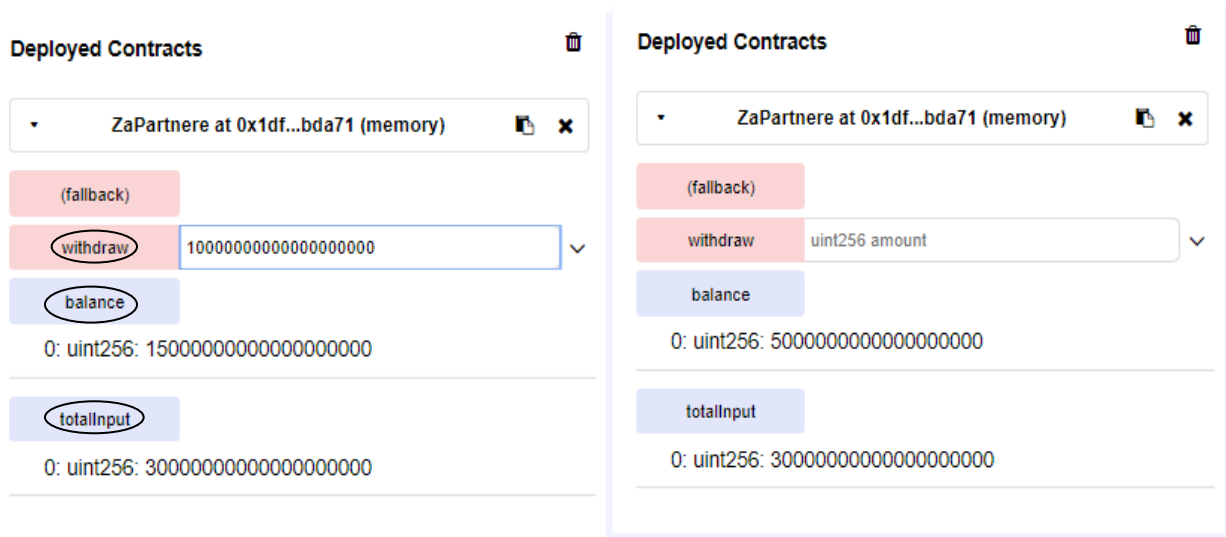 Deployed Contracts
ZaPartnere at 0x1df...bda71 (memory)
(fallback)
withdraw 10000000000000000000
balance
0: uint256: 15000000000000000000
totalInput
0: uint256: 30000000000000000000
Deployed Contracts
ZaPartnere at 0x1df...bda71 (memory)
(fallback)
withdraw uint256 amount
balance
0: uint256: 5000000000000000000
totalInput
0: uint256: 30000000000000000000